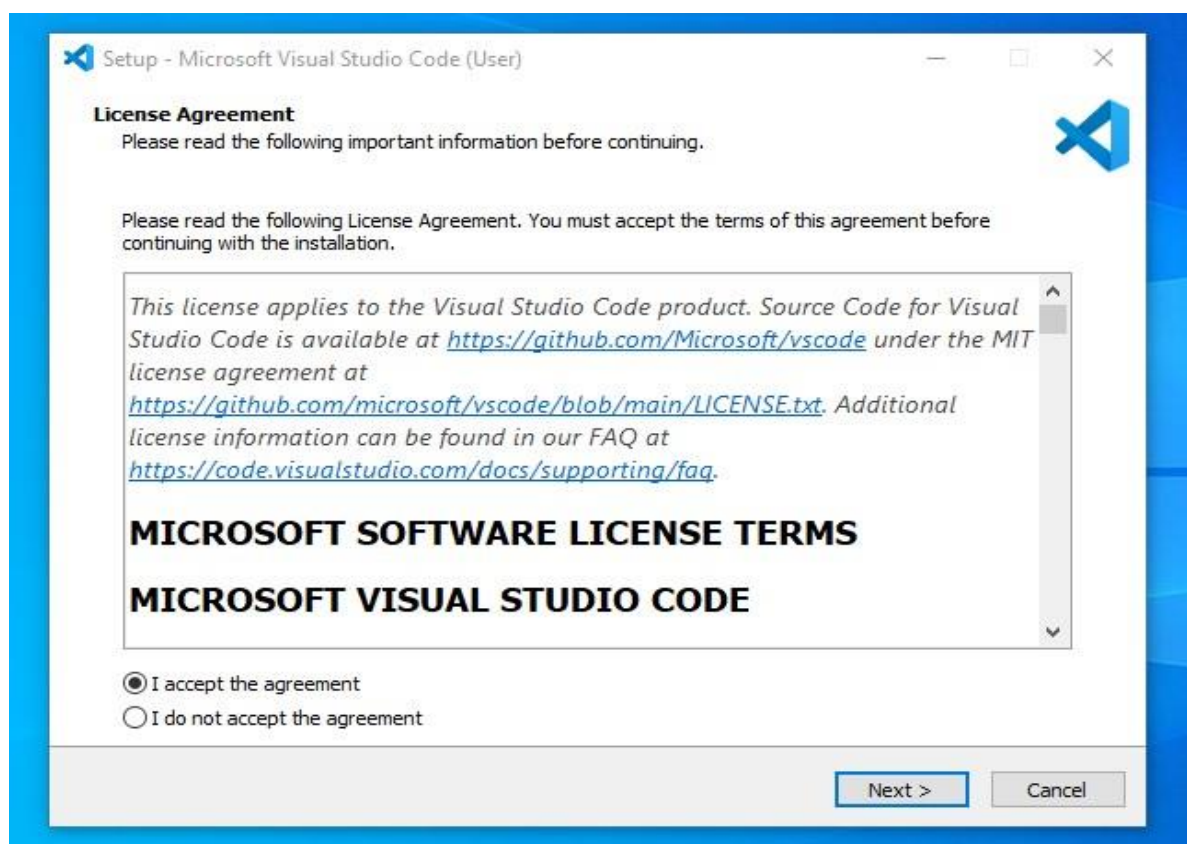 Setup - Microsoft Visual Studio Code (User)
License Agreement
Please read the following important information before continuing.
Please read the following License Agreement. You must accept the terms of this agreement before
continuing with the installation.
This license applies to the Visual Studio Code product. Source Code for Visual
Studio Code is available at https://github.com/Microsoft/vscode under the MIT
license agreement at
https://github.com/microsoft/vscode/blob/main/LICENSE.txt. Additional
license information can be found in our FAQ at
https://code.visualstudio.com/docs/supporting/faq.
MICROSOFT SOFTWARE LICENSE TERMS
MICROSOFT VISUAL STUDIO CODE
I accept the agreement
I do not accept the agreement
Next >
Cancel